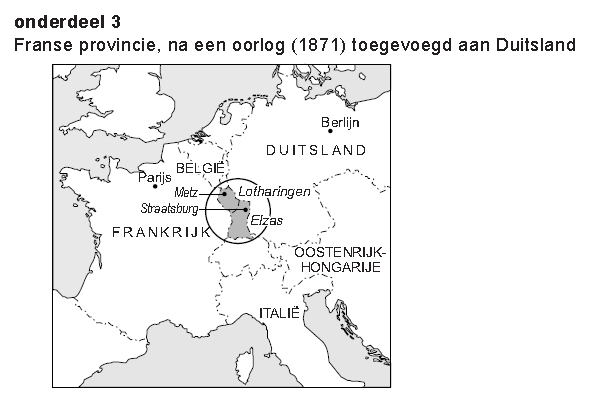 onderdeel 3
Franse provincie, na een oorlog (1871) toegevoegd aan Duitsland
Berlijn
DUITSLAND
BELGIË
Parijs
Metz
Lotharingen
Straatsburg
Elzas
FRANKRIJK
OOSTENRIJK-
HONGARIJE
ITALIË